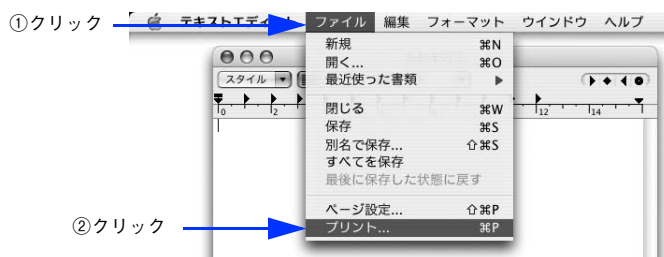 ①クリック
テキストエディット ファイル 編集 フォーマット ウインドウ ヘルプ
新規 ⌘N
開く... ⌘O
最近使った書類 ▶
スタイル
閉じる ⌘W
保存 ⌘S
別名で保存... ⇧⌘S
すべてを保存
最後に保存した状態に戻す
0 2 12 14
ページ設定... ⇧⌘P
②クリック
プリント... ⌘P